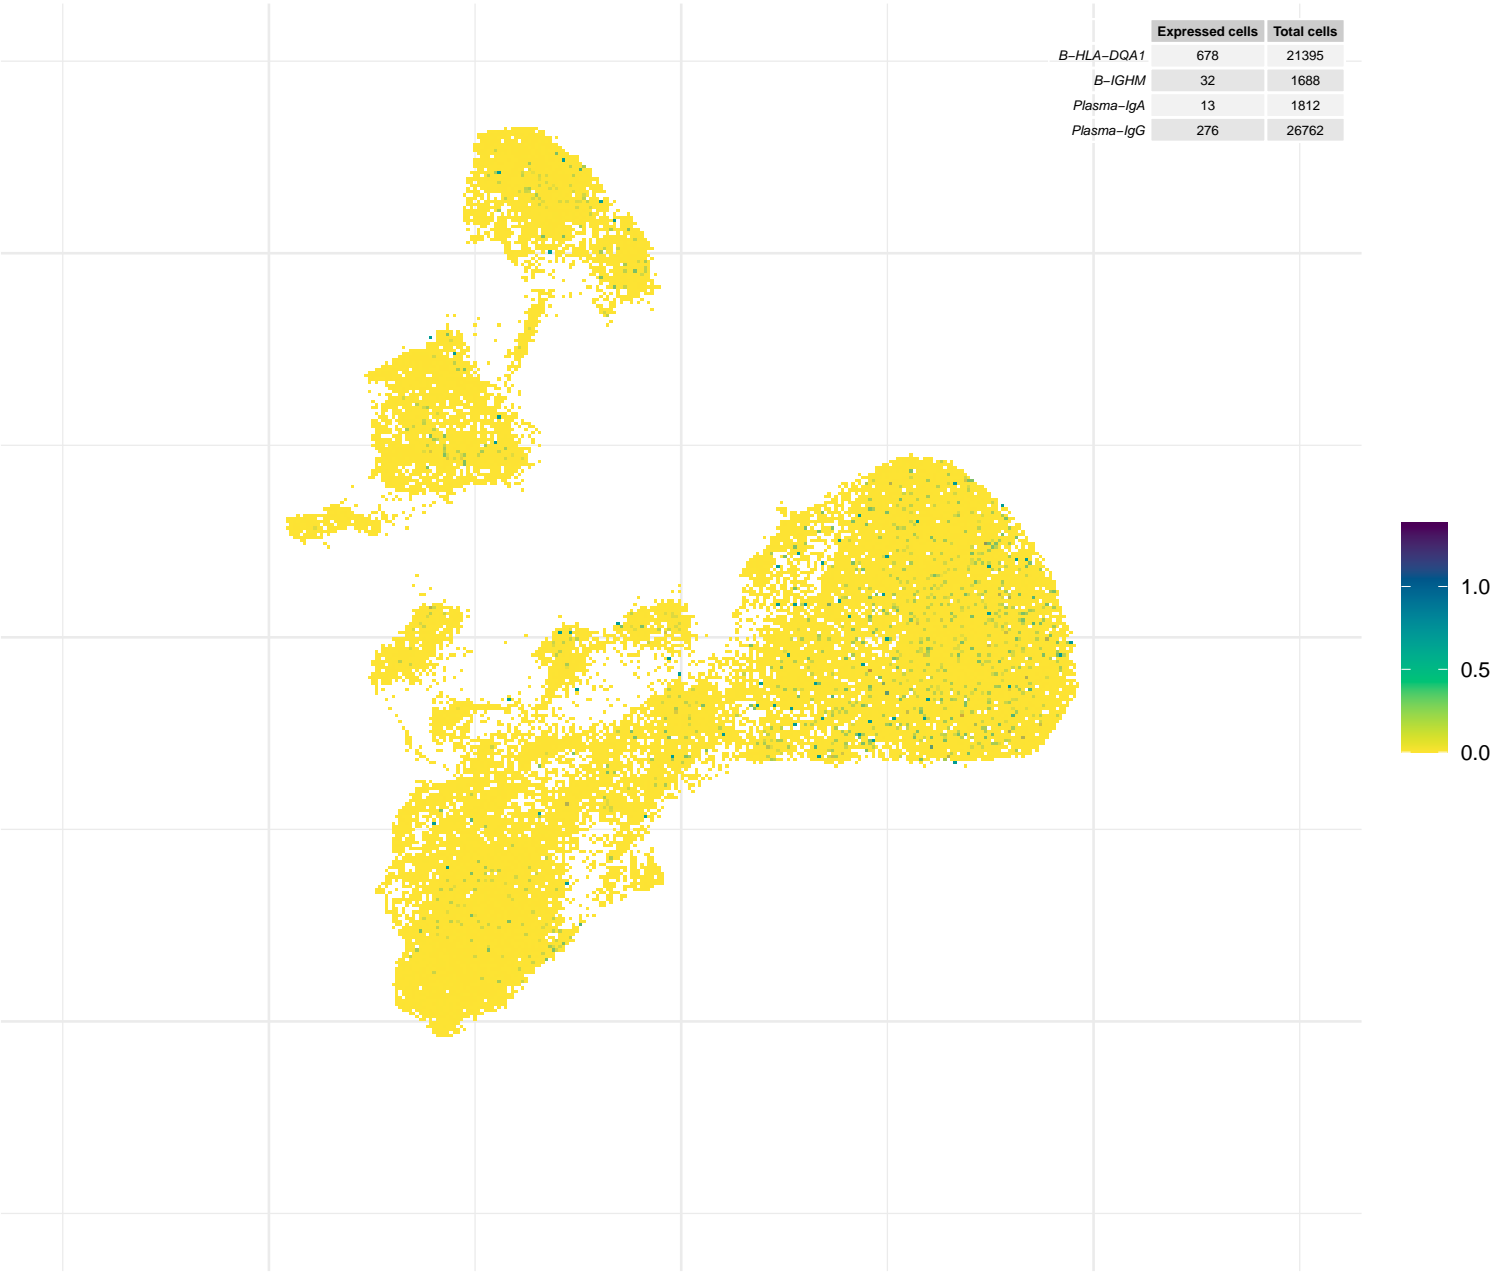 Expressed cells Total cells
B−HLA−DQA1 678 21395
B−IGHM 32 1688
Plasma−IgA 13 1812
Plasma−IgG 276 26762
1.0
0.5
0.0